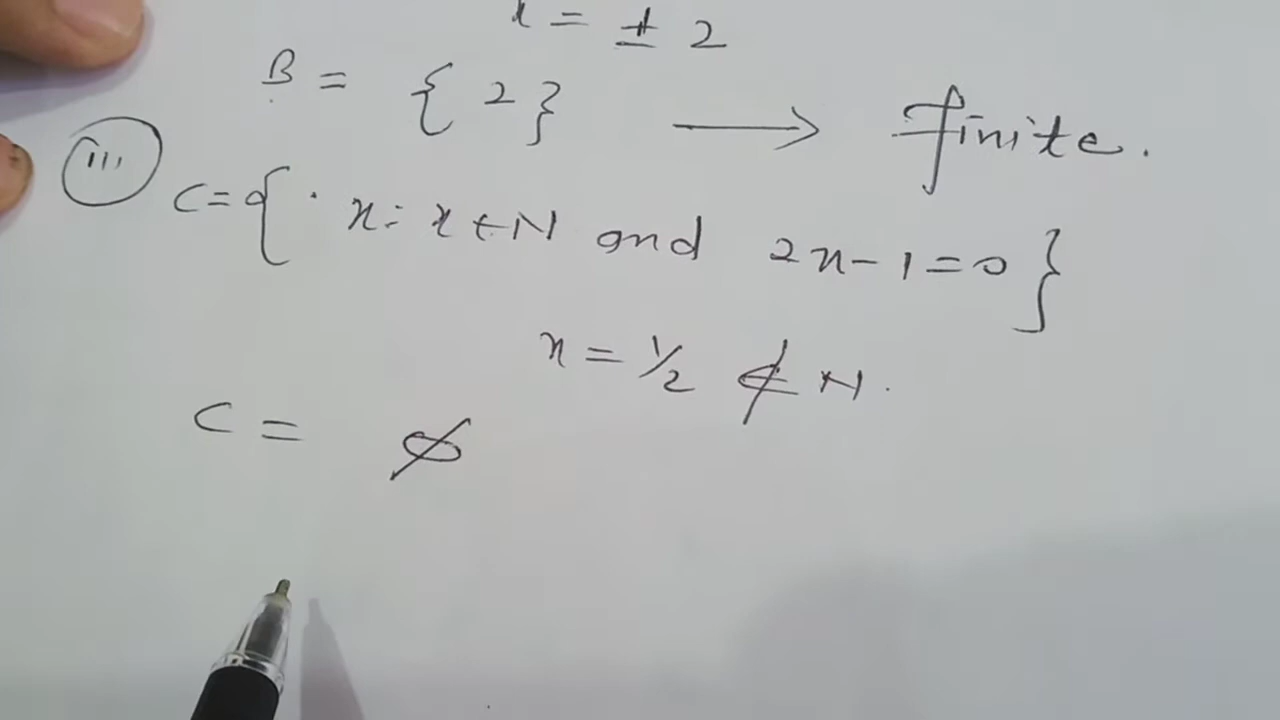 x = ± 2
B = { 2 } → finite.
(iii) C = { x : x ∈ N and 2x - 1 = 0 }
x = 1/2 ∉ N.
C = ∅